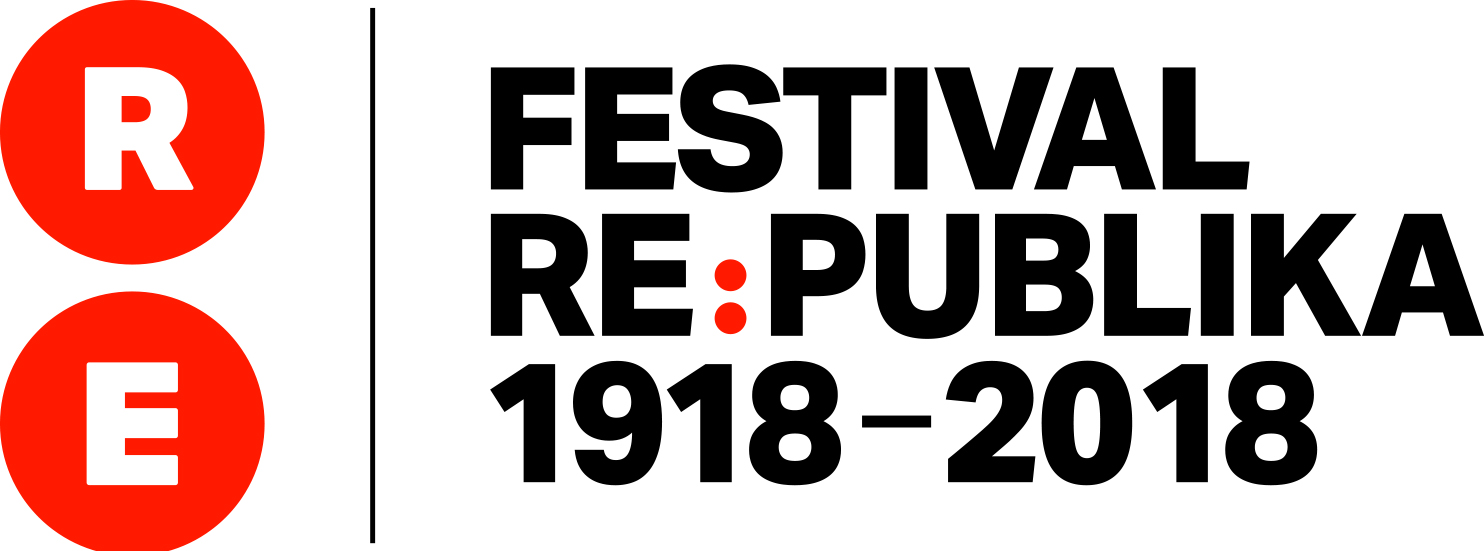 R
E
FESTIVAL
RE:PUBLIKA
1918–2018